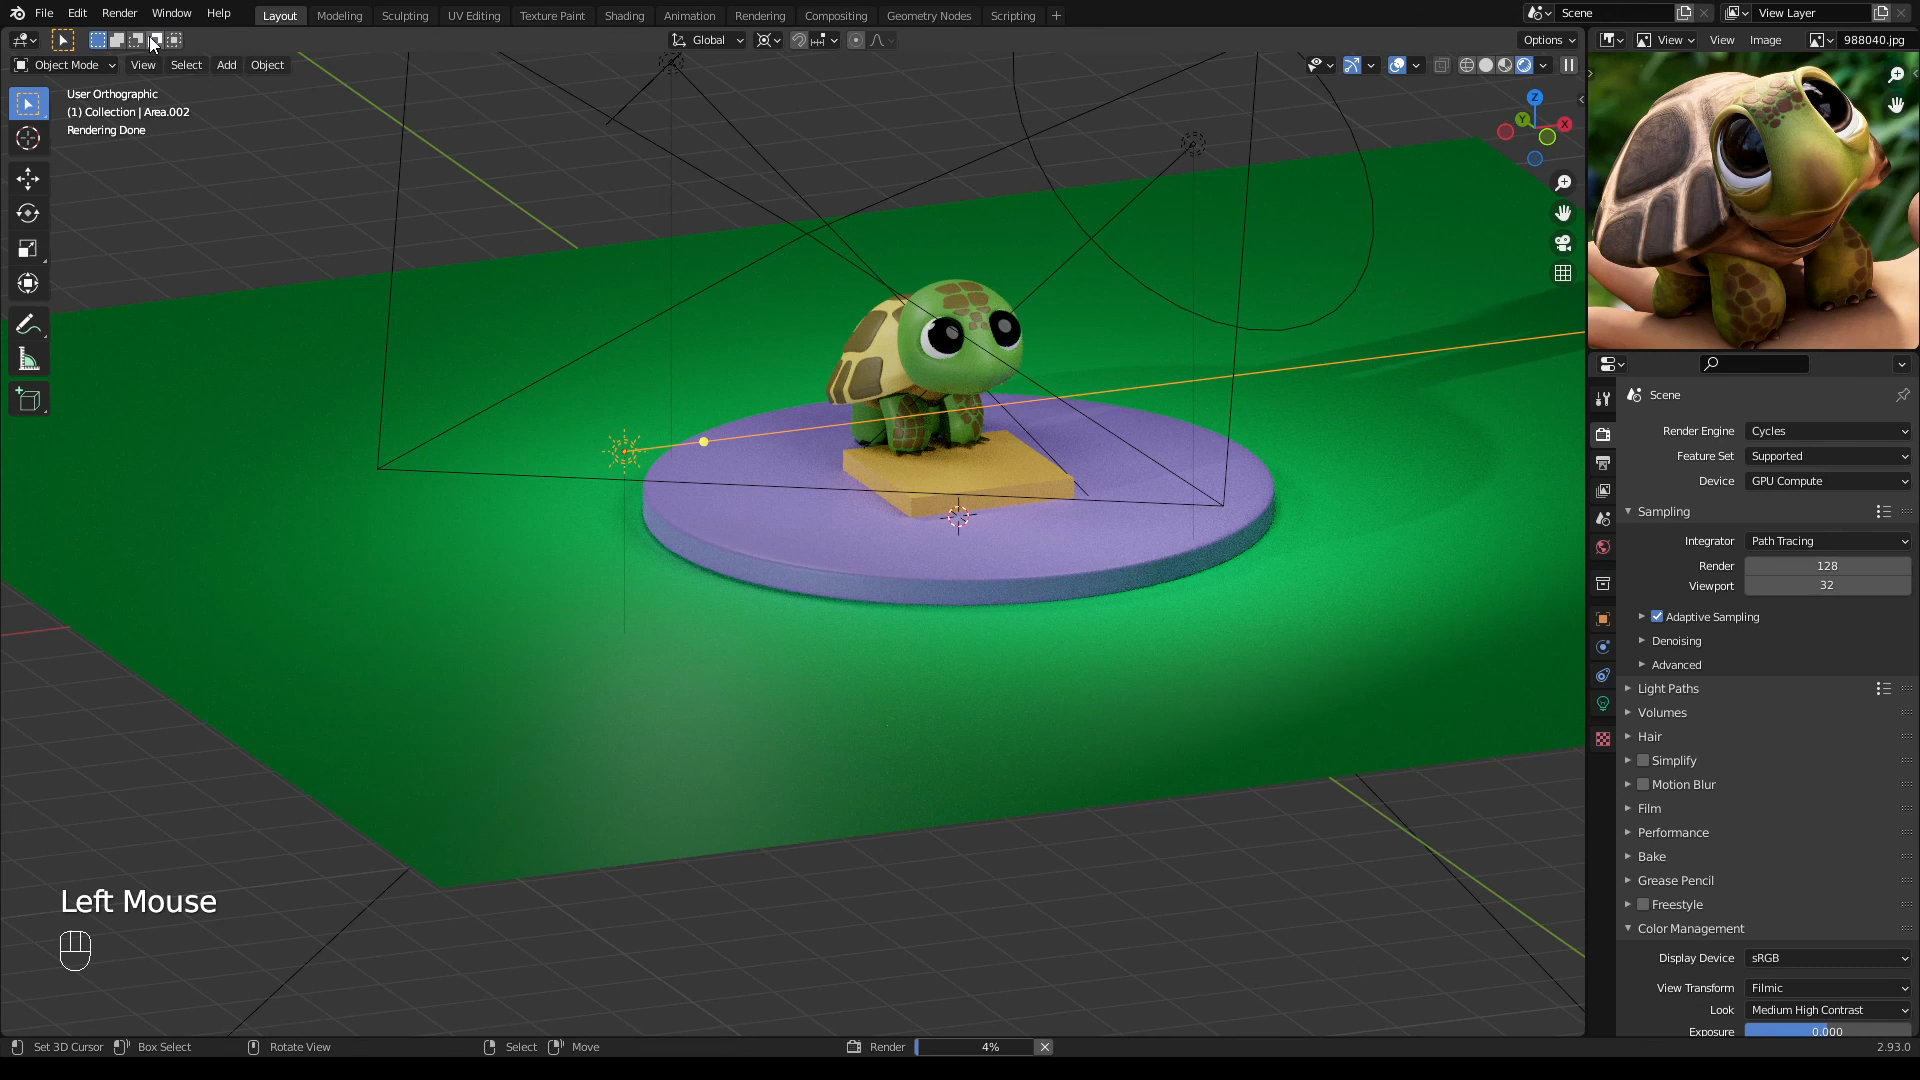 File Edit Render Window Help Layout Modeling Sculpting UV Editing Texture Paint Shading Animation Rendering Compositing Geometry Nodes Scripting Scene View Layer
Global Options View View Image 988040.jpg
Object Mode View Select Add Object
User Orthographic
(1) Collection | Area.002
Rendering Done
Z
Y
X
Scene
Render Engine Cycles
Feature Set Supported
Device GPU Compute
Sampling
Integrator Path Tracing
Render 128
Viewport 32
Adaptive Sampling
Denoising
Advanced
Light Paths
Volumes
Hair
Simplify
Motion Blur
Film
Performance
Bake
Grease Pencil
Freestyle
Color Management
Display Device sRGB
View Transform Filmic
Look Medium High Contrast
Exposure 0.000
Left Mouse
Set 3D Cursor Box Select Rotate View Select Move Render 4% 2.93.0